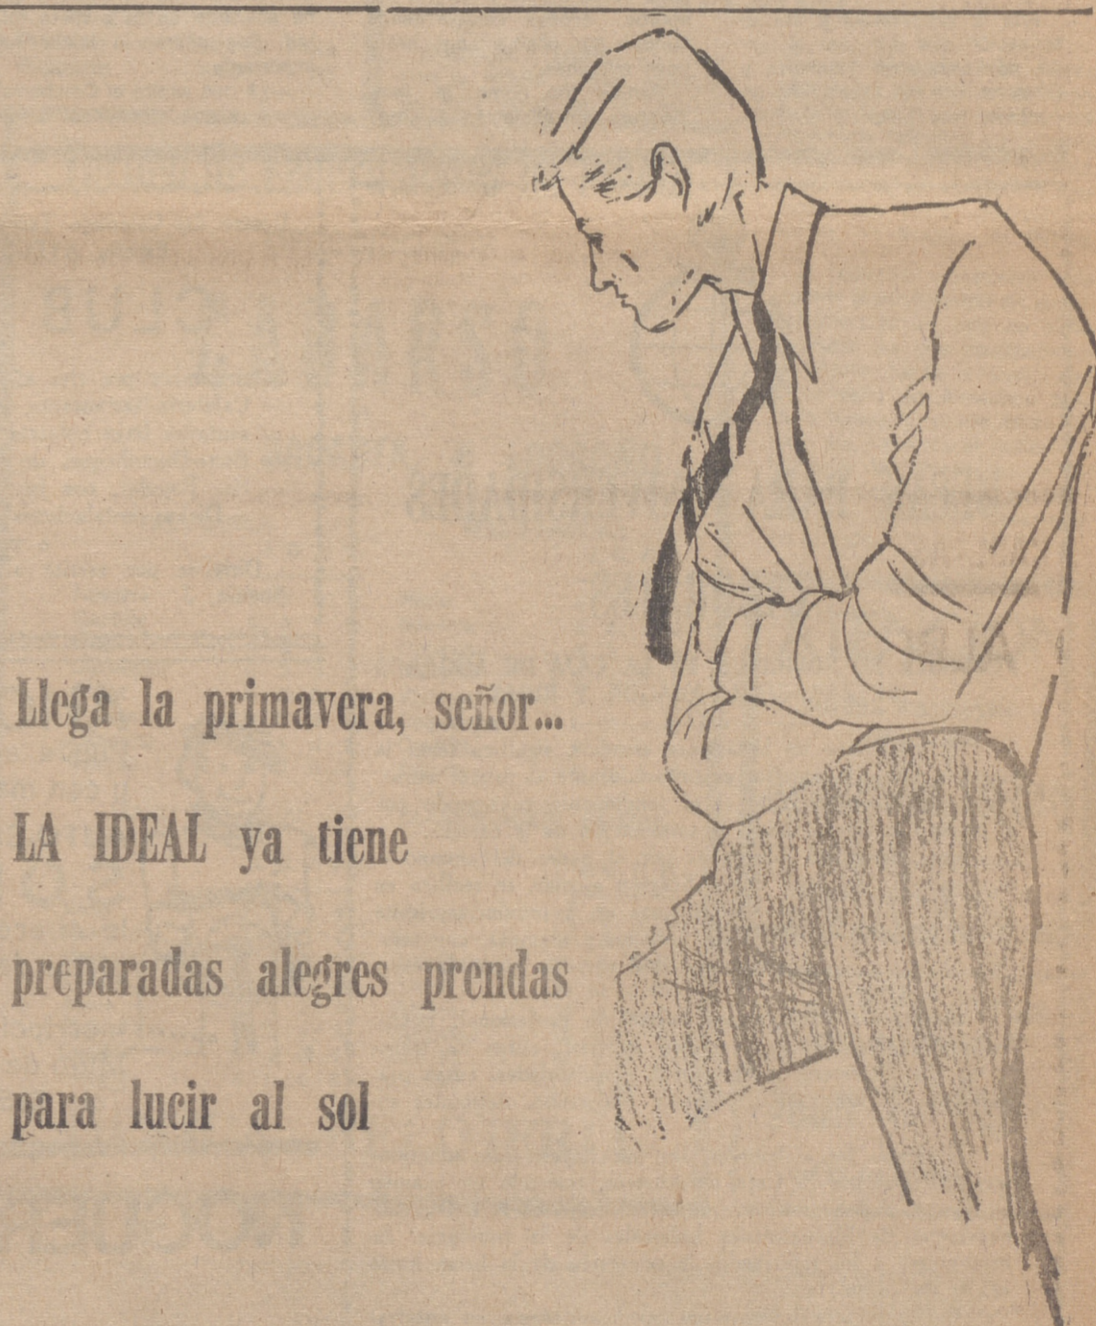 Llega la primavera, señor...
LA IDEAL ya tiene
preparadas alegres prendas
para lucir al sol